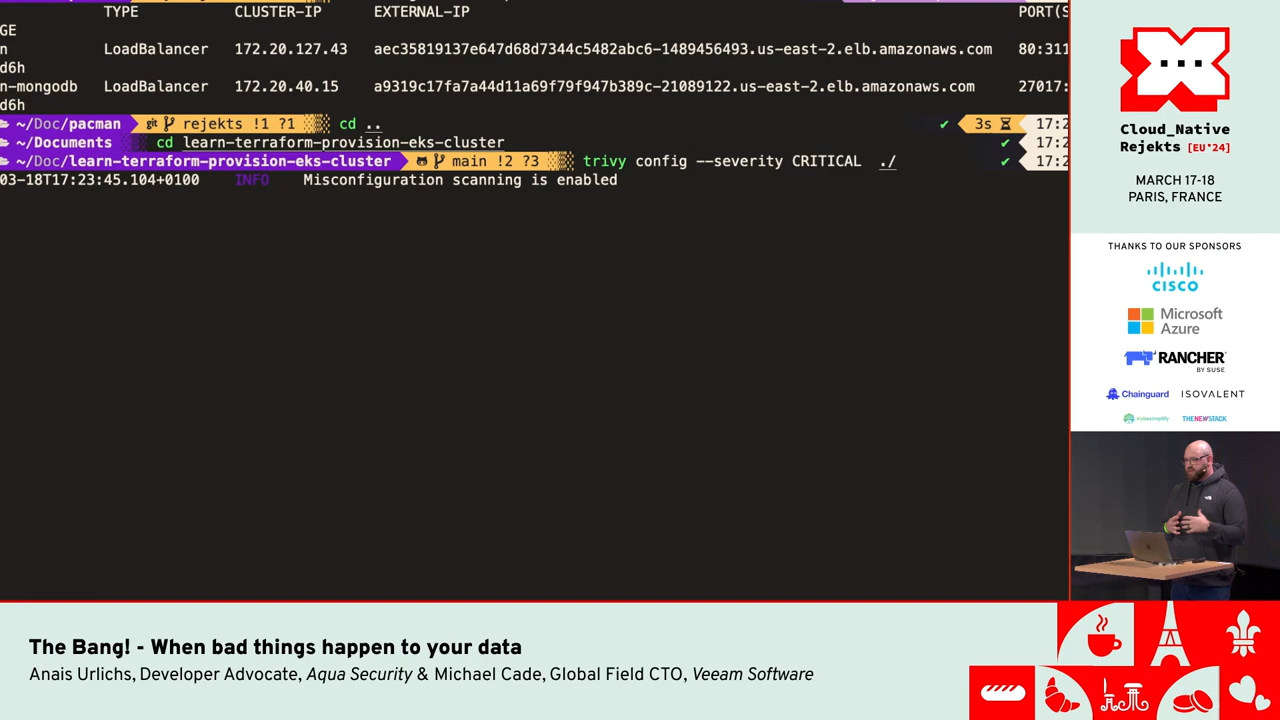 TYPE CLUSTER-IP EXTERNAL-IP PORT(S
GE
n LoadBalancer 172.20.127.43 aec35819137e647d68d7344c5482abc6-1489456493.us-east-2.elb.amazonaws.com 80:311
d6h
n-mongodb LoadBalancer 172.20.40.15 a9319c17fa7a44d11a69f79f947b389c-21089122.us-east-2.elb.amazonaws.com 27017:
d6h
~/Doc/pacman git rejekts !1 ?1 cd .. ✔ 3s 17:2
~/Documents cd learn-terraform-provision-eks-cluster ✔ 17:2
~/Doc/learn-terraform-provision-eks-cluster main !2 ?3 trivy config --severity CRITICAL ./ ✔ 17:2
03-18T17:23:45.104+0100 INFO Misconfiguration scanning is enabled
Cloud_Native
Rejekts [EU'24]
MARCH 17-18
PARIS, FRANCE
THANKS TO OUR SPONSORS
CISCO
Microsoft
Azure
RANCHER
BY SUSE
Chainguard ISOVALENT
kubesimplify THENEWSTACK
The Bang! - When bad things happen to your data
Anais Urlichs, Developer Advocate, Aqua Security & Michael Cade, Global Field CTO, Veeam Software